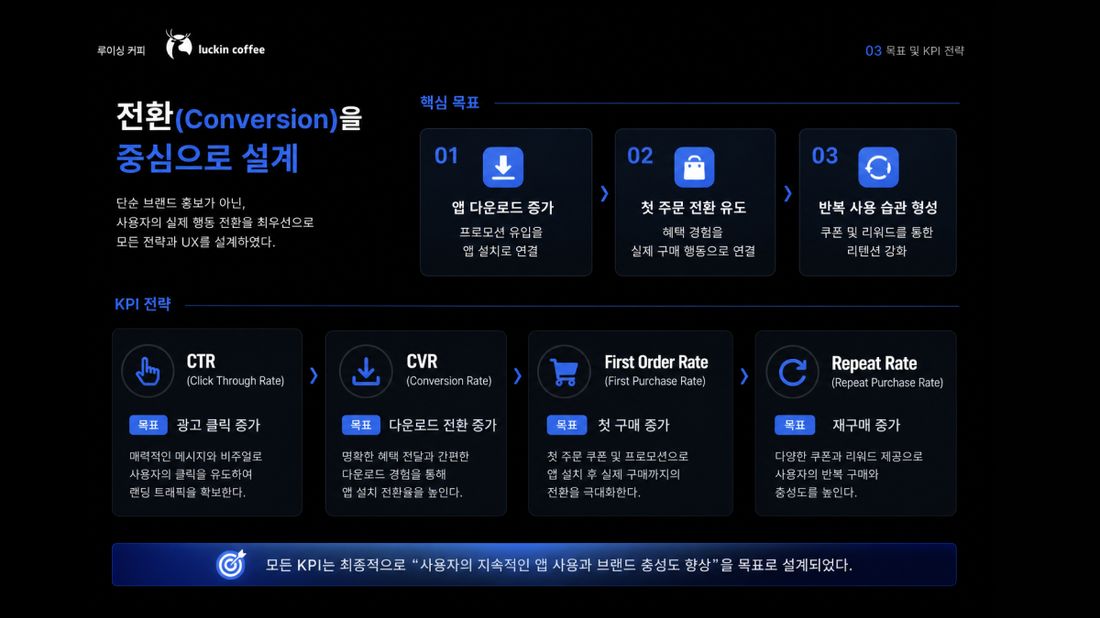 루이싱 커피
luckin coffee
03 목표 및 KPI 전략
전환(Conversion)을
중심으로 설계
단순 브랜드 홍보가 아닌,
사용자의 실제 행동 전환을 최우선으로
모든 전략과 UX를 설계하였다.
핵심 목표
01
앱 다운로드 증가
프로모션 유입을
앱 설치로 연결
02
첫 주문 전환 유도
혜택 경험을
실제 구매 행동으로 연결
03
반복 사용 습관 형성
쿠폰 및 리워드를 통한
리텐션 강화
KPI 전략
CTR
(Click Through Rate)
목표 광고 클릭 증가
매력적인 메시지와 비주얼로
사용자의 클릭을 유도하여
랜딩 트래픽을 확보한다.
CVR
(Conversion Rate)
목표 다운로드 전환 증가
명확한 혜택 전달과 간편한
다운로드 경험을 통해
앱 설치 전환율을 높인다.
First Order Rate
(First Purchase Rate)
목표 첫 구매 증가
첫 주문 쿠폰 및 프로모션으로
앱 설치 후 실제 구매까지의
전환을 극대화한다.
Repeat Rate
(Repeat Purchase Rate)
목표 재구매 증가
다양한 쿠폰과 리워드 제공으로
사용자의 반복 구매와
충성도를 높인다.
모든 KPI는 최종적으로 “사용자의 지속적인 앱 사용과 브랜드 충성도 향상”을 목표로 설계되었다.